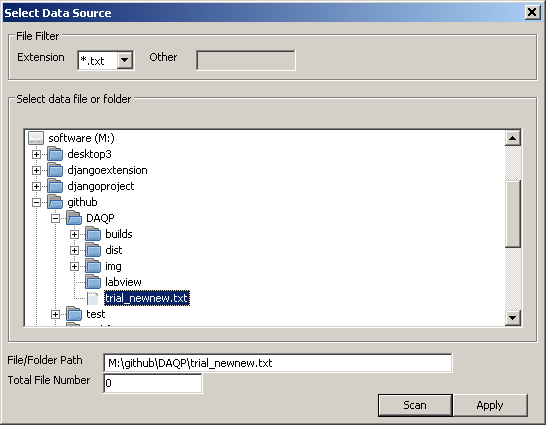 Select Data Source
File Filter
Extension *.txt Other
Select data file or folder
software (M:)
desktop3
djangoextension
djangoproject
github
DAQP
builds
dist
img
labview
trial_newnew.txt
test
File/Folder Path M:\github\DAQP\trial_newnew.txt
Total File Number 0
Scan Apply